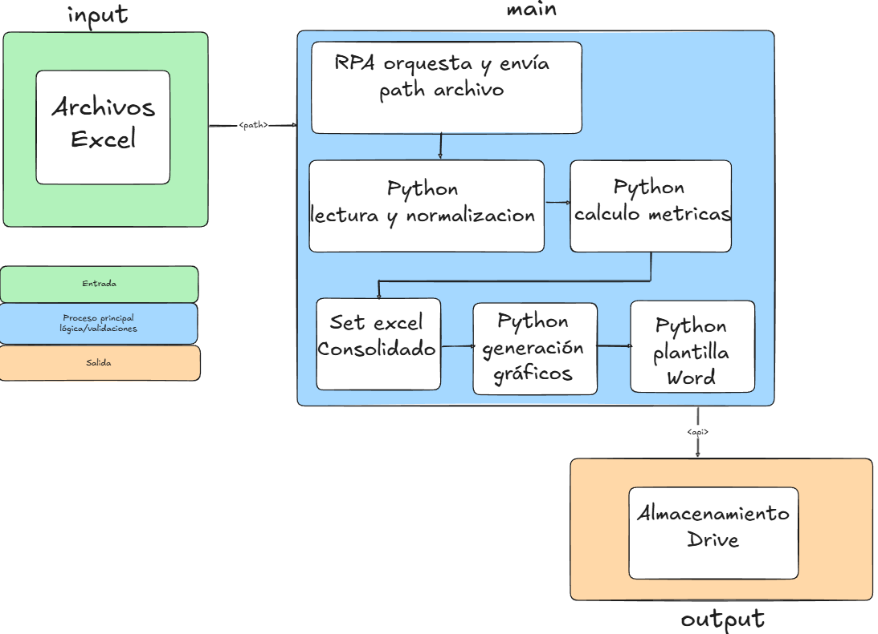 input
main
Archivos
Excel
<path>
RPA orquesta y envía
path archivo
Python
lectura y normalizacion
Python
calculo metricas
Entrada
Proceso principal
lógica/validaciones
Salida
Set excel
Consolidado
Python
generación
gráficos
Python
plantilla
Word
<api>
Almacenamiento
Drive
output